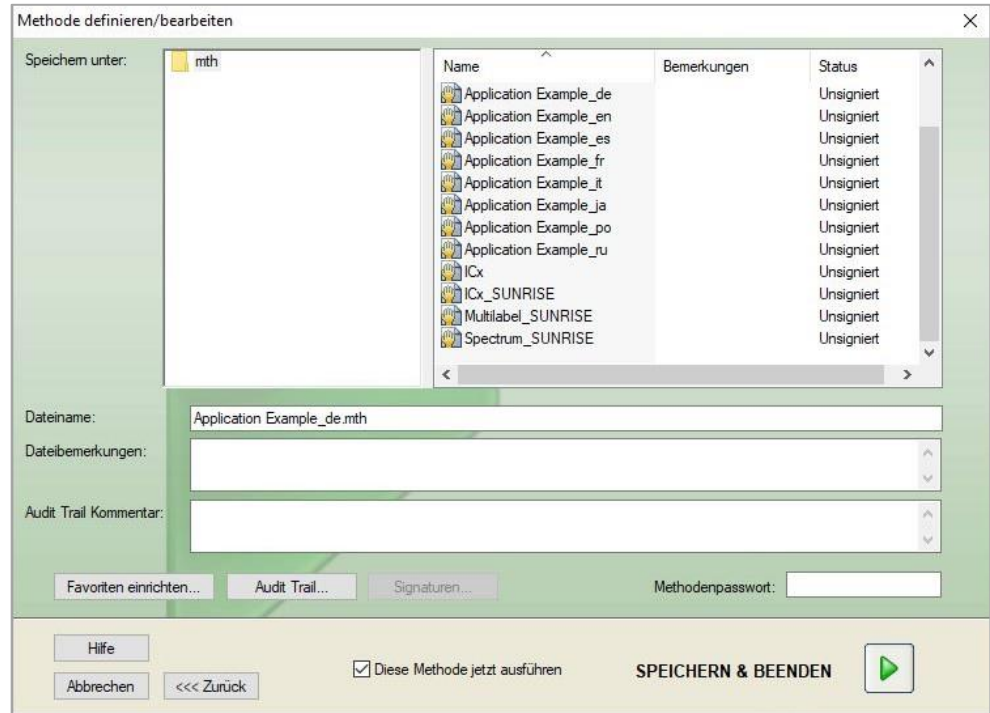 Methode definieren/bearbeiten
Speichern unter:
mth
Name Bemerkungen Status
Application Example_de Unsigniert
Application Example_en Unsigniert
Application Example_es Unsigniert
Application Example_fr Unsigniert
Application Example_it Unsigniert
Application Example_ja Unsigniert
Application Example_po Unsigniert
Application Example_ru Unsigniert
ICx Unsigniert
ICx_SUNRISE Unsigniert
Multilabel_SUNRISE Unsigniert
Spectrum_SUNRISE Unsigniert
Dateiname: Application Example_de.mth
Dateibemerkungen:
Audit Trail Kommentar:
Favoriten einrichten... Audit Trail... Signaturen... Methodenpasswort:
Hilfe
Diese Methode jetzt ausführen SPEICHERN & BEENDEN
Abbrechen <<< Zurück